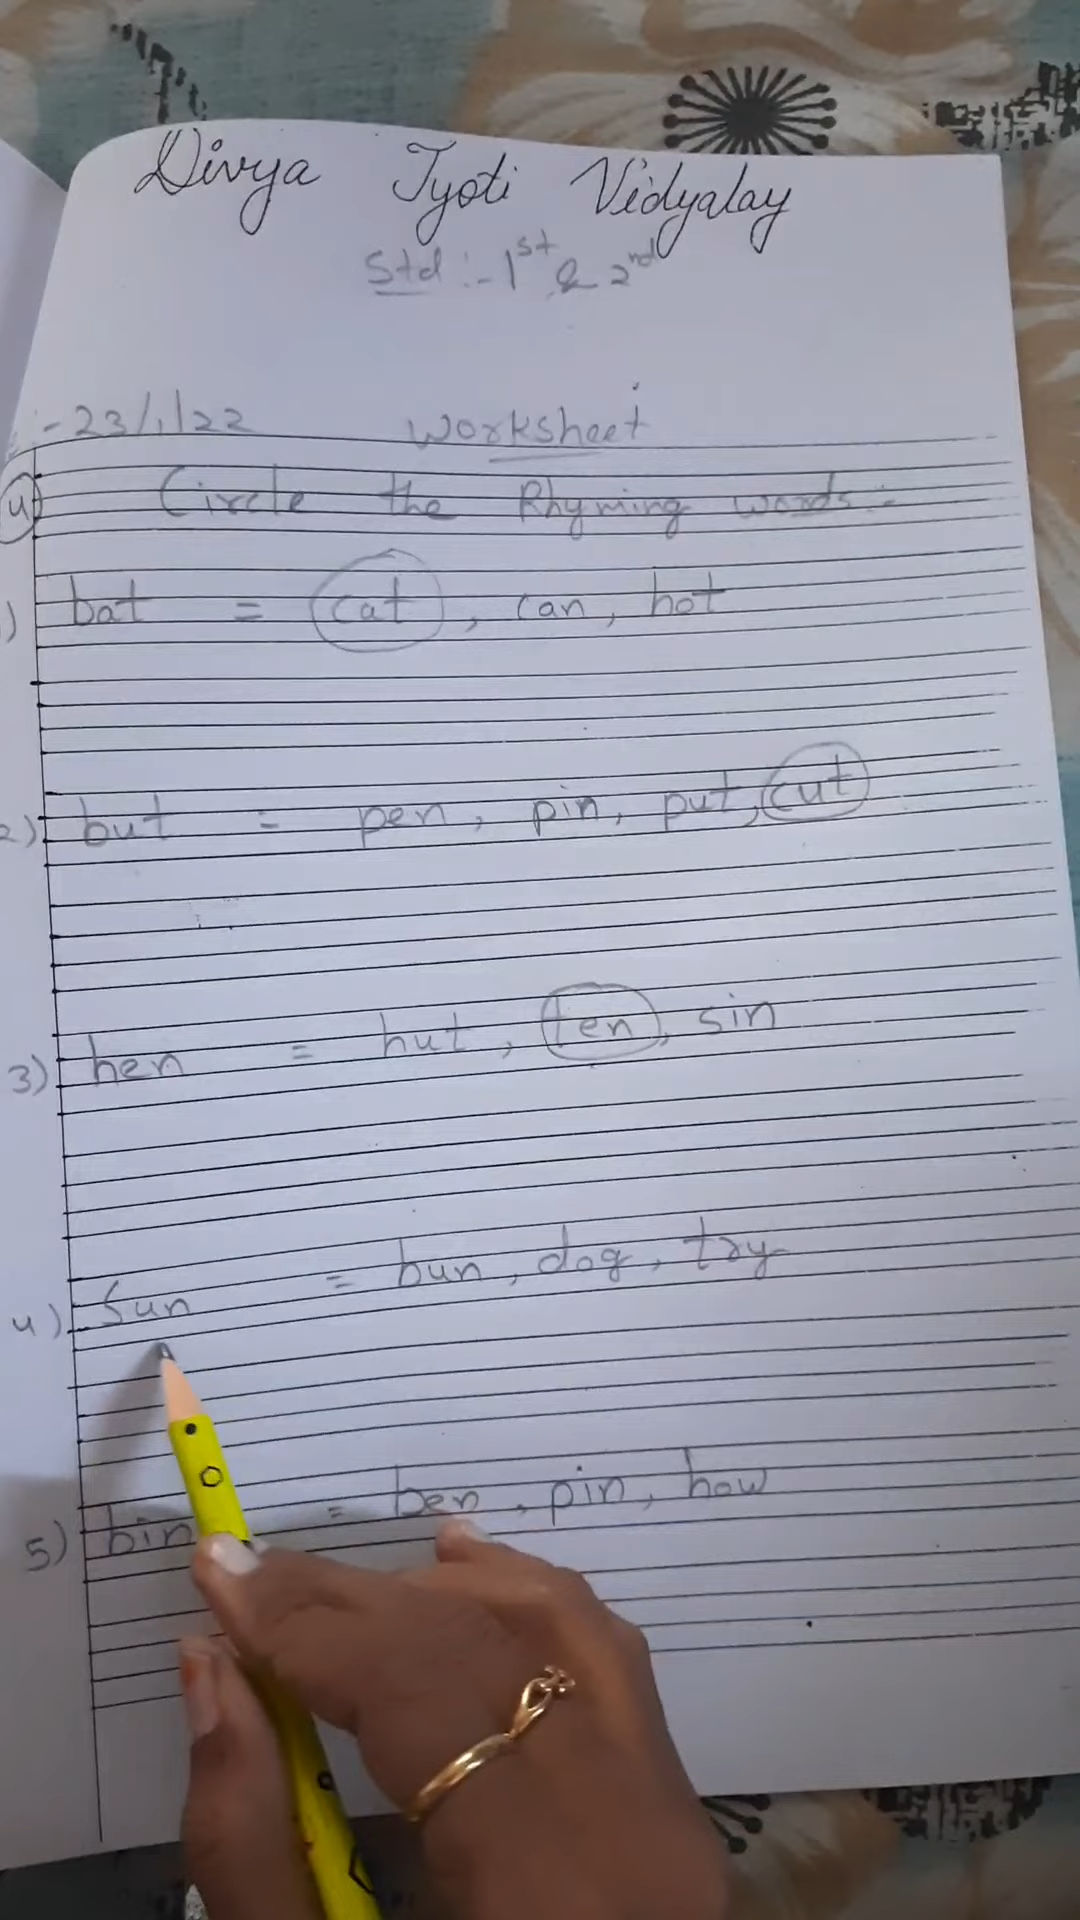 Divya Jyoti Vidyalay
Std :- 1st & 2nd
:- 23/1/22 Worksheet
4) Circle the Rhyming words :-
1) bat = cat, can, hot
2) but = pen, pin, put, cut
3) hen = hut, ten, sin
4) Sun = bun, dog, try
5) bin = ben, pin, how